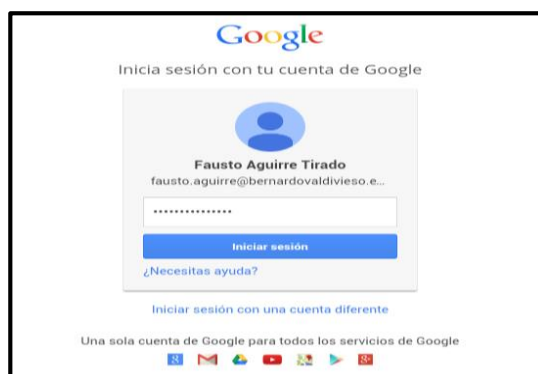 Google
Inicia sesión con tu cuenta de Google
Fausto Aguirre Tirado
fausto.aguirre@bernardovaldivieso.e...
•••••••••••••••
Iniciar sesión
¿Necesitas ayuda?
Iniciar sesión con una cuenta diferente
Una sola cuenta de Google para todos los servicios de Google